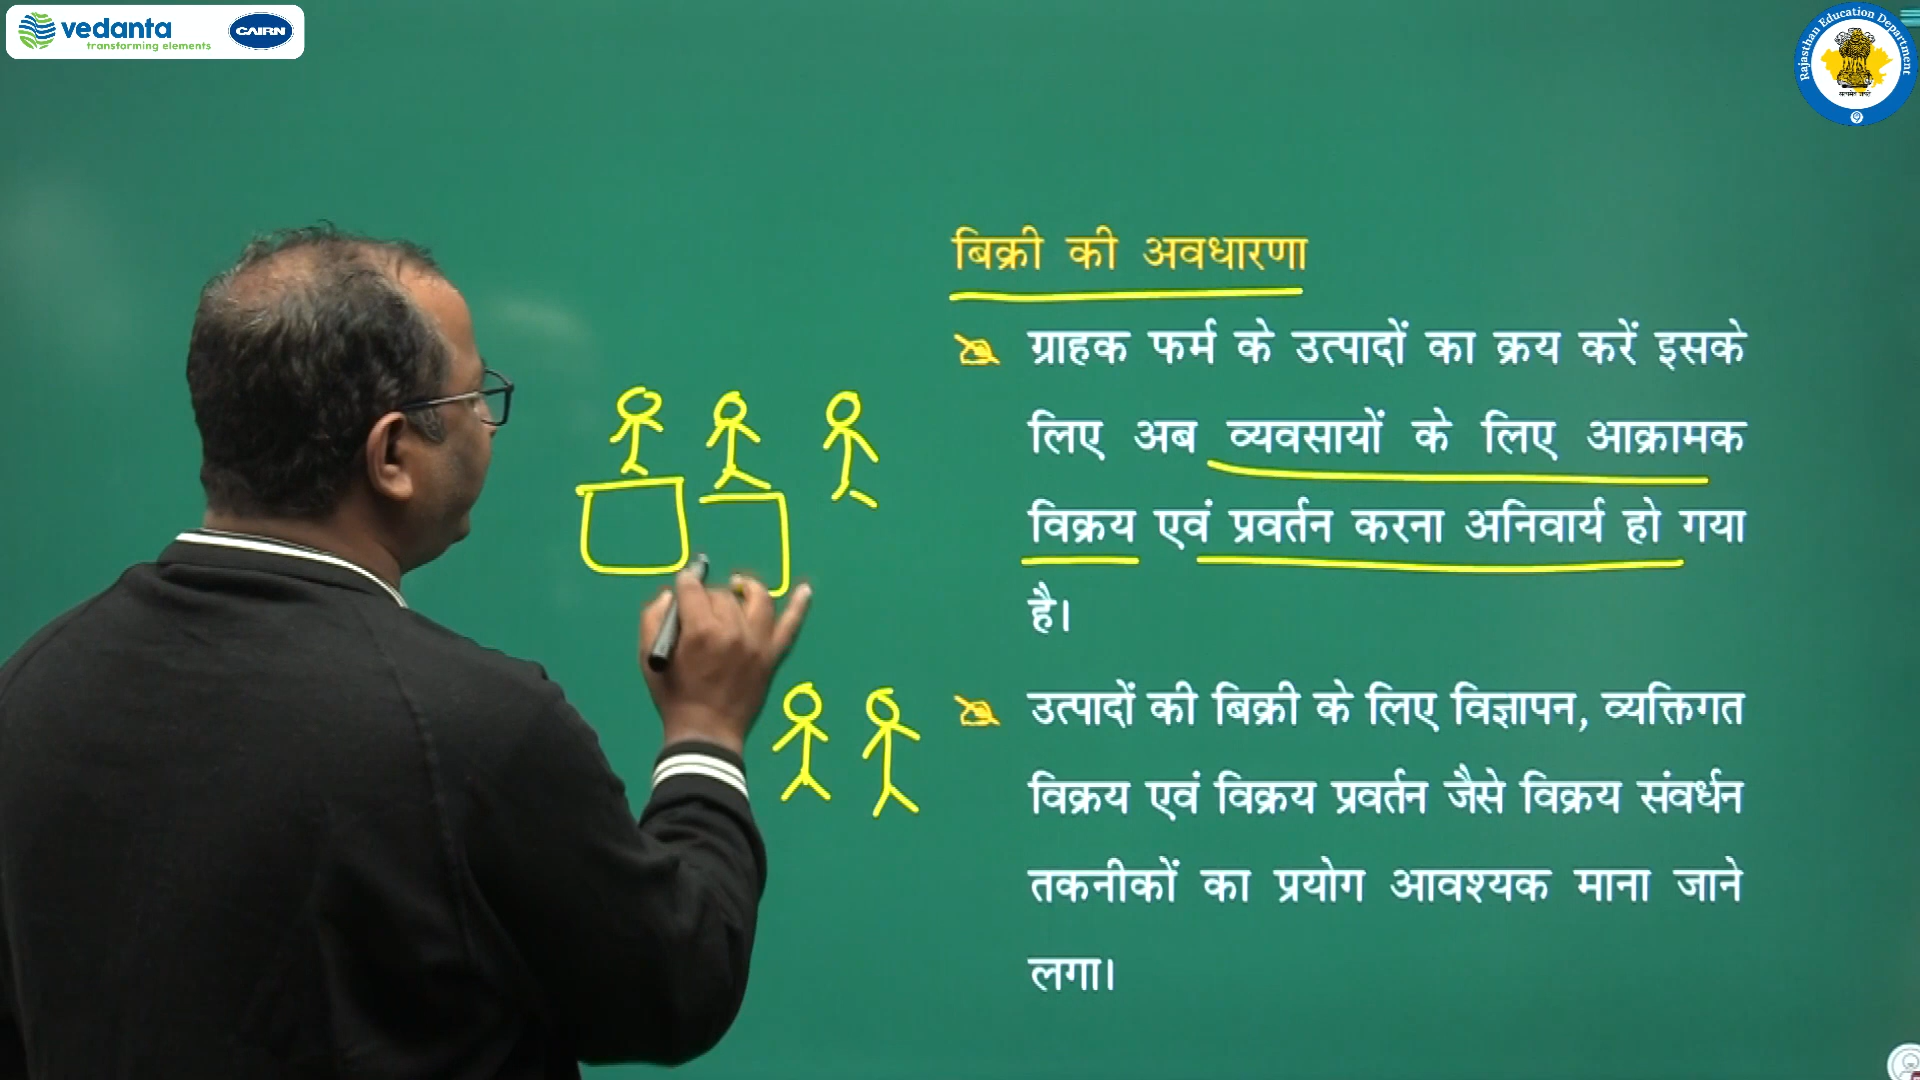 vedanta
transforming elements
CAIRN
Rajasthan Education Department
बिक्री की अवधारणा
ग्राहक फर्म के उत्पादों का क्रय करें इसके
लिए अब व्यवसायों के लिए आक्रामक
विक्रय एवं प्रवर्तन करना अनिवार्य हो गया
है।
उत्पादों की बिक्री के लिए विज्ञापन, व्यक्तिगत
विक्रय एवं विक्रय प्रवर्तन जैसे विक्रय संवर्धन
तकनीकों का प्रयोग आवश्यक माना जाने
लगा।